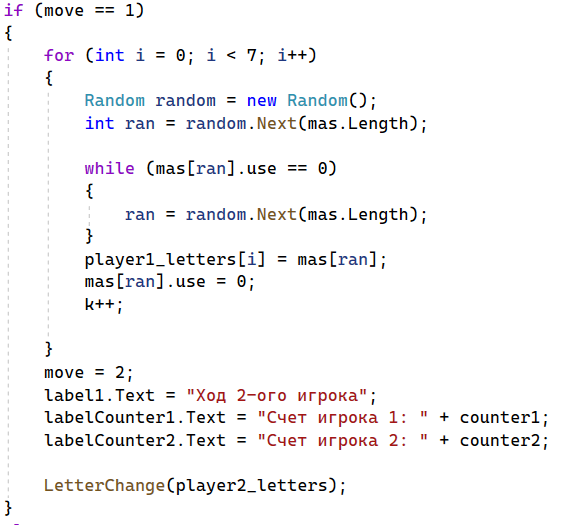 if (move == 1)
{
for (int i = 0; i < 7; i++)
{
Random random = new Random();
int ran = random.Next(mas.Length);
while (mas[ran].use == 0)
{
ran = random.Next(mas.Length);
}
player1_letters[i] = mas[ran];
mas[ran].use = 0;
k++;
}
move = 2;
label1.Text = "Ход 2-ого игрока";
labelCounter1.Text = "Счет игрока 1: " + counter1;
labelCounter2.Text = "Счет игрока 2: " + counter2;
LetterChange(player2_letters);
}